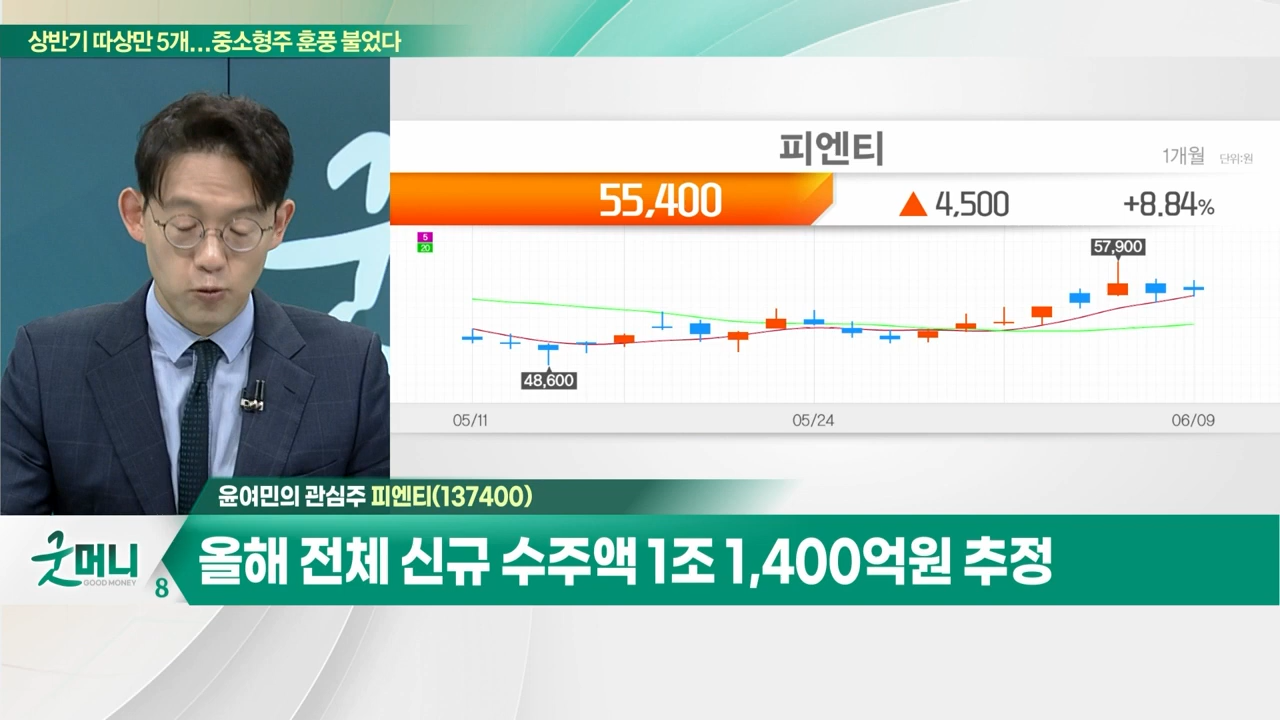 상반기 따상만 5개...중소형주 훈풍 불었다
피엔티
1개월 단위:원
55,400 ▲ 4,500 +8.84%
5
20
57,900
48,600
05/11 05/24 06/09
윤여민의 관심주 피엔티(137400)
굿머니
GOOD MONEY
8
올해 전체 신규 수주액 1조 1,400억원 추정